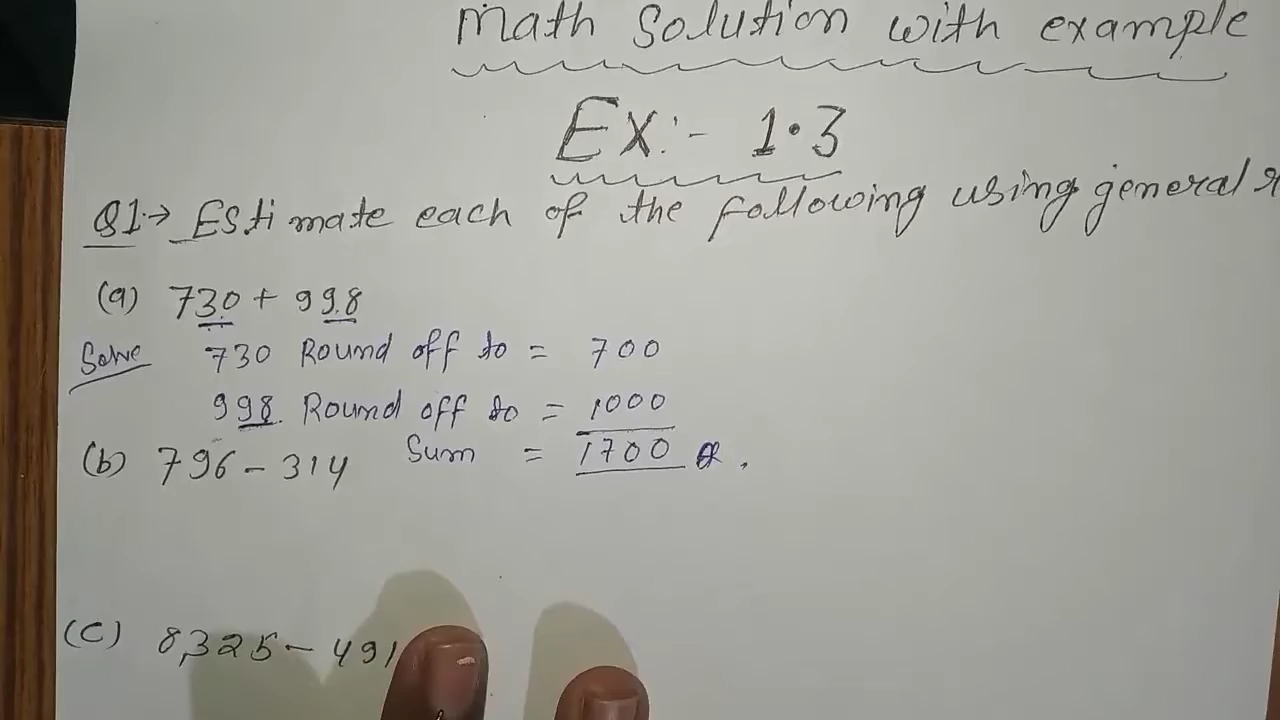 Math Solution with example
Ex:- 1.3
Q1:→ Estimate each of the following using general
(a) 730 + 998
Solve 730 Round off to = 700
998 Round off to = 1000
Sum = 1700
(b) 796 - 314
(c) 8,325 - 491